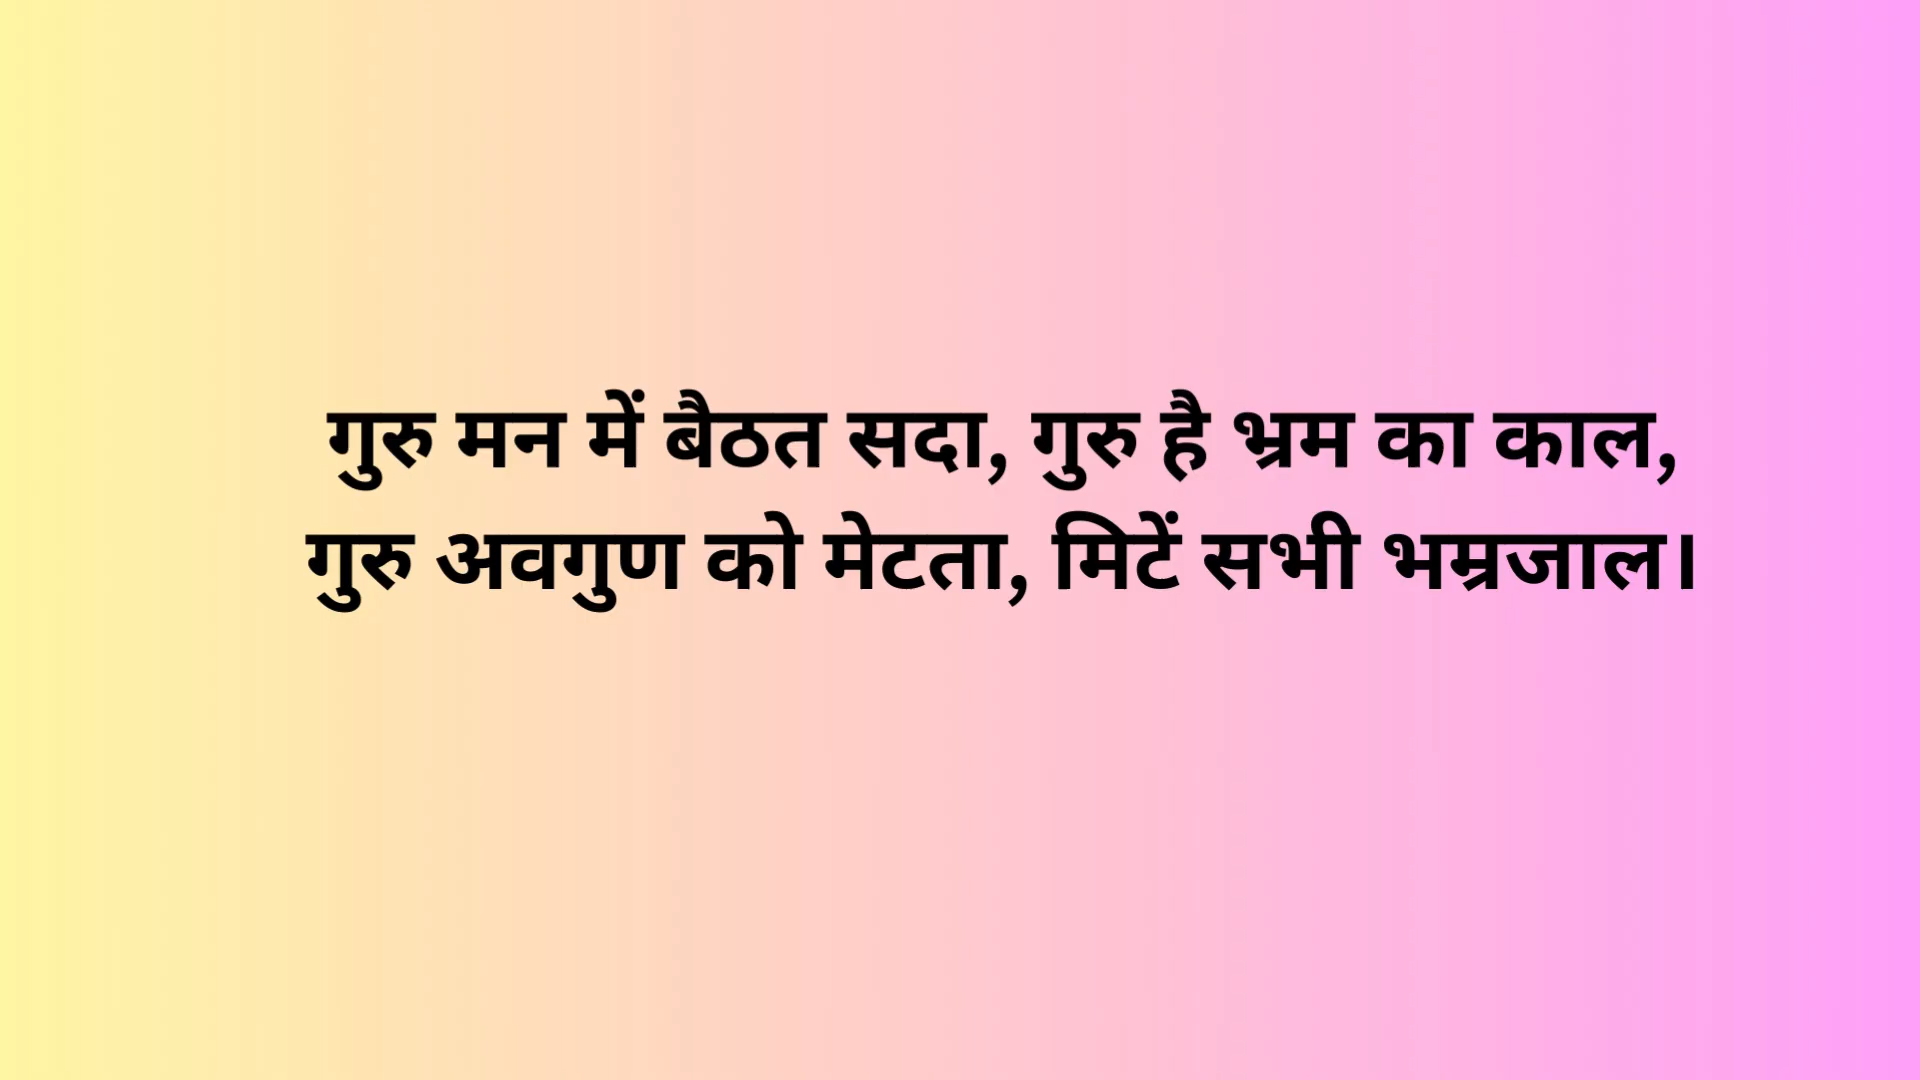 गुरु मन में बैठत सदा, गुरु है भ्रम का काल,
गुरु अवगुण को मेटता, मिटें सभी भम्रजाल।